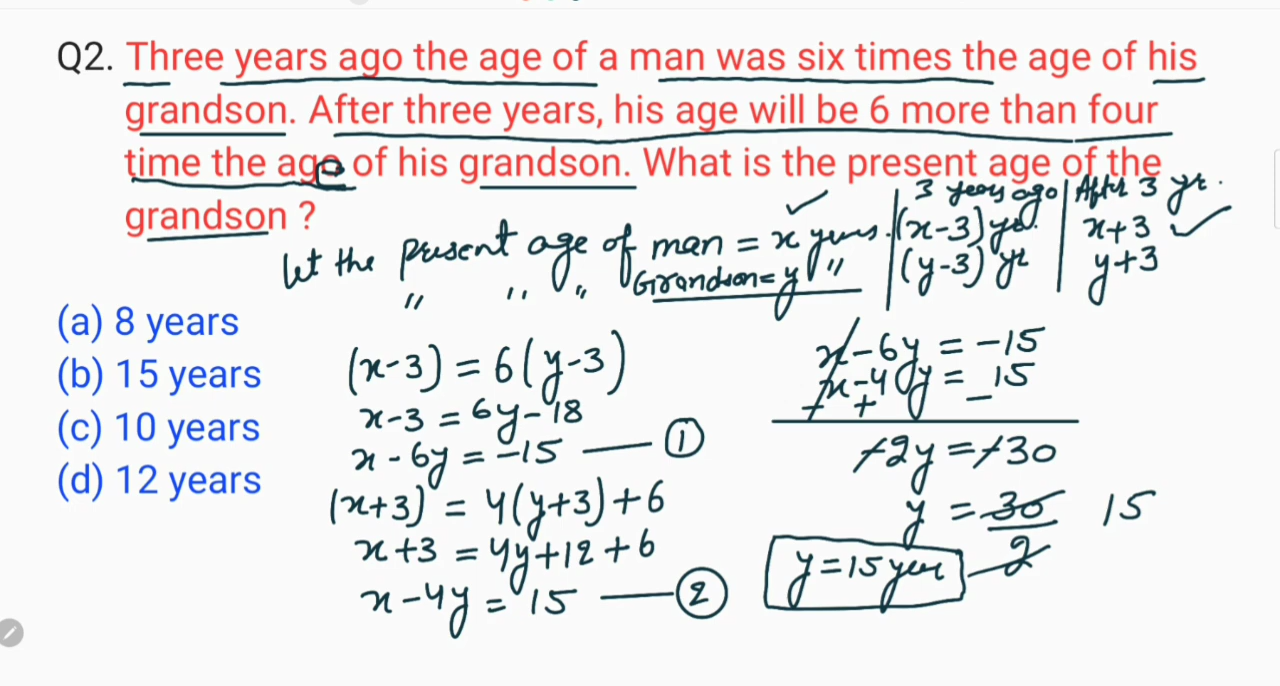 Q2. Three years ago the age of a man was six times the age of his
grandson. After three years, his age will be 6 more than four
time the age of his grandson. What is the present age of the
grandson ?
3 years ago | After 3 yr.
let the present age of man = x years. (x-3) yr. x+3 ✓
" " " Grandson = y " (y-3) yr y+3
(a) 8 years
(b) 15 years
(c) 10 years
(d) 12 years
(x-3) = 6(y-3)
x-3 = 6y-18
x-6y = -15 —— ①
(x+3) = 4(y+3)+6
x+3 = 4y+12+6
x-4y = 15 —— ②
x-6y = -15
x-4y = 15
- + -
-2y = -30
y = 30/2 15
y = 15 year